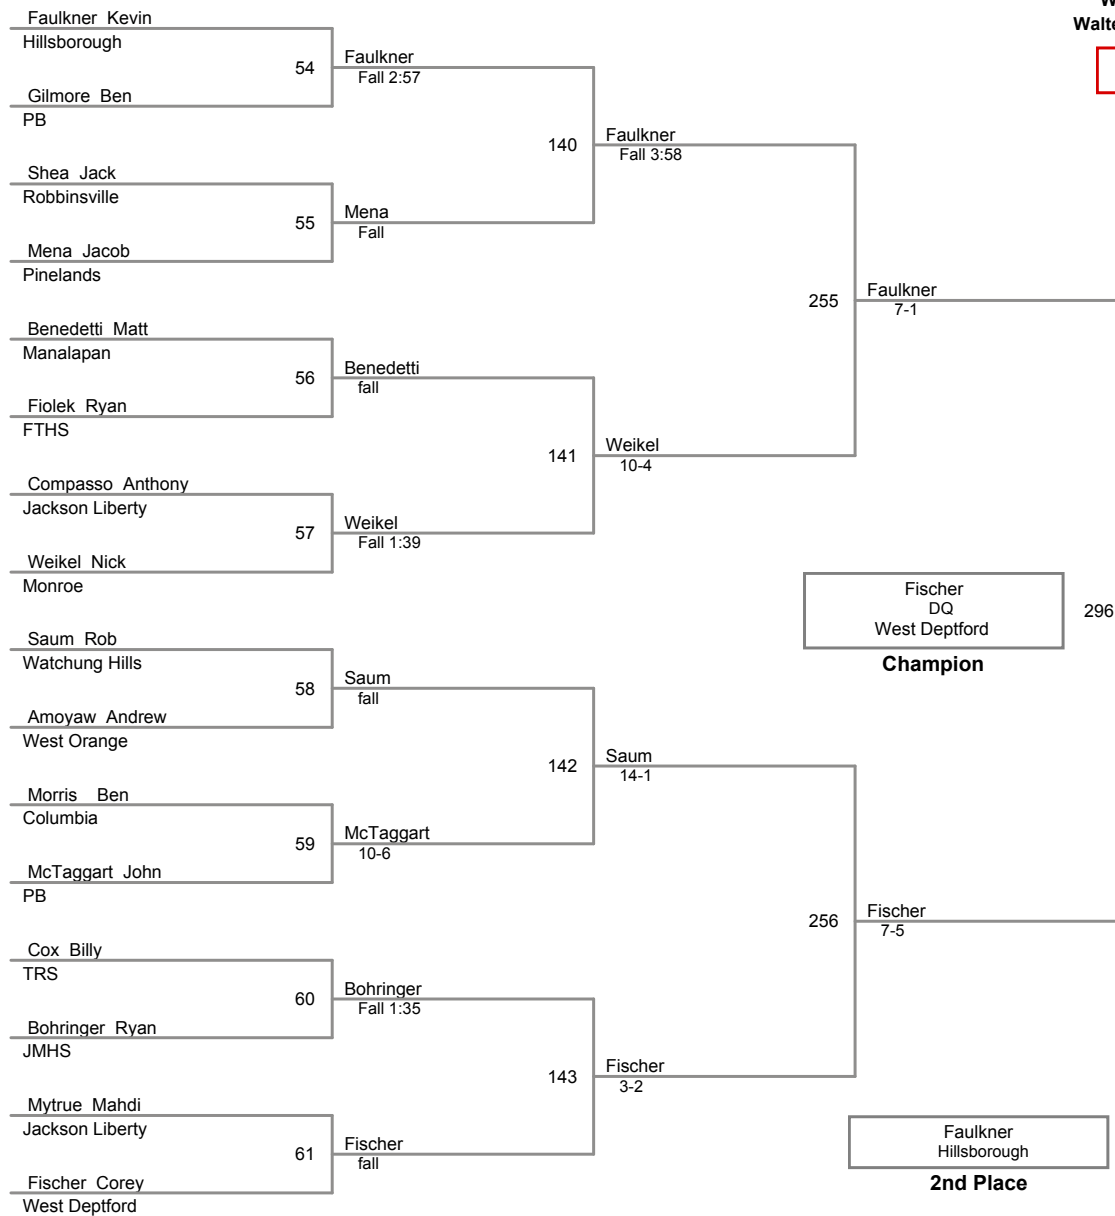 W
Walte
Faulkner Kevin
Hillsborough
54
Faulkner
Fall 2:57
Gilmore Ben
PB
140
Faulkner
Fall 3:58
Shea Jack
Robbinsville
55
Mena
Fall
Mena Jacob
Pinelands
255
Faulkner
7-1
Benedetti Matt
Manalapan
56
Benedetti
fall
Fiolek Ryan
FTHS
141
Weikel
10-4
Compasso Anthony
Jackson Liberty
57
Weikel
Fall 1:39
Weikel Nick
Monroe
Fischer
DQ
West Deptford
296
Champion
Saum Rob
Watchung Hills
58
Saum
fall
Amoyaw Andrew
West Orange
142
Saum
14-1
Morris Ben
Columbia
59
McTaggart
10-6
McTaggart John
PB
256
Fischer
7-5
Cox Billy
TRS
60
Bohringer
Fall 1:35
Bohringer Ryan
JMHS
143
Fischer
3-2
Mytrue Mahdi
Jackson Liberty
61
Fischer
fall
Fischer Corey
West Deptford
Faulkner
Hillsborough
2nd Place